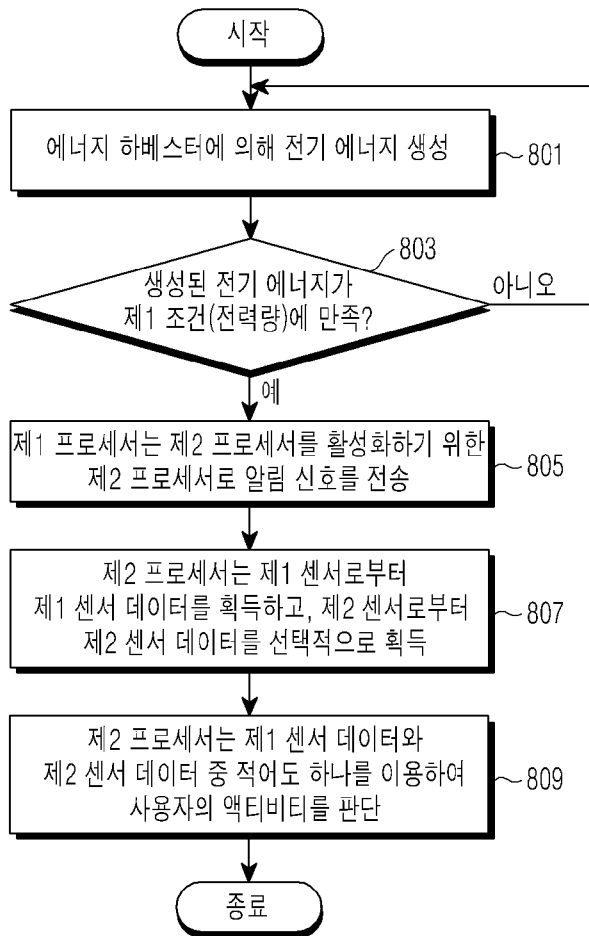 시작
에너지 하베스터에 의해 전기 에너지 생성
801
803
생성된 전기 에너지가
제1 조건(전력량)에 만족?
아니오
예
제1 프로세서는 제2 프로세서를 활성화하기 위한
제2 프로세서로 알림 신호를 전송
805
제2 프로세서는 제1 센서로부터
제1 센서 데이터를 획득하고, 제2 센서로부터
제2 센서 데이터를 선택적으로 획득
807
제2 프로세서는 제1 센서 데이터와
제2 센서 데이터 중 적어도 하나를 이용하여
사용자의 액티비티를 판단
809
종료